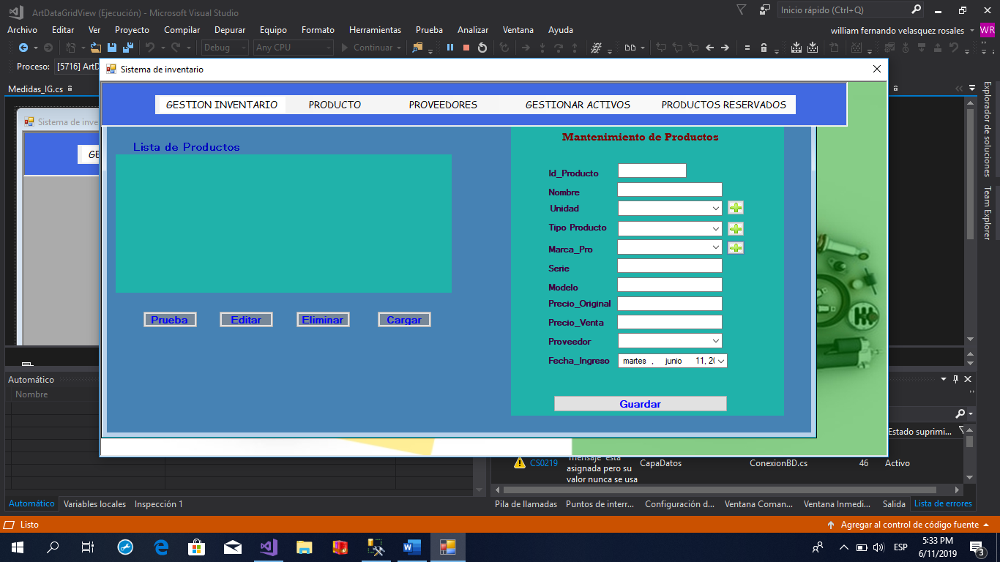 ArtDataGridView (Ejecución) - Microsoft Visual Studio
Inicio rápido (Ctrl+Q)
Archivo Editar Ver Proyecto Compilar Depurar Equipo Formato Herramientas Prueba Analizar Ventana Ayuda
william fernando velasquez rosales WR
Debug Any CPU Continuar
Proceso: [5716] ArtD
Sistema de inventario
Medidas_IG.cs
GESTION INVENTARIO PRODUCTO PROVEEDORES GESTIONAR ACTIVOS PRODUCTOS RESERVADOS
Sistema de inve
GE
Explorador de soluciones
Team Explorer
Lista de Productos
Mantenimiento de Productos
Id_Producto
Nombre
Unidad
Tipo Producto
Marca_Pro
Serie
Modelo
Precio_Original
Precio_Venta
Proveedor
Fecha_Ingreso martes , junio 11, 20
Prueba Editar Eliminar Cargar
Guardar
Automático
Nombre
Estado suprimi...
mensaje' está
CS0219 asignada pero su CapaDatos ConexionBD.cs 46 Activo
valor nunca se usa
Automático Variables locales Inspección 1
Pila de llamadas Puntos de interr... Configuración d... Ventana Coman... Ventana Inmedi... Salida Lista de errores
Listo
Agregar al control de código fuente
ESP
5:33 PM
6/11/2019
3